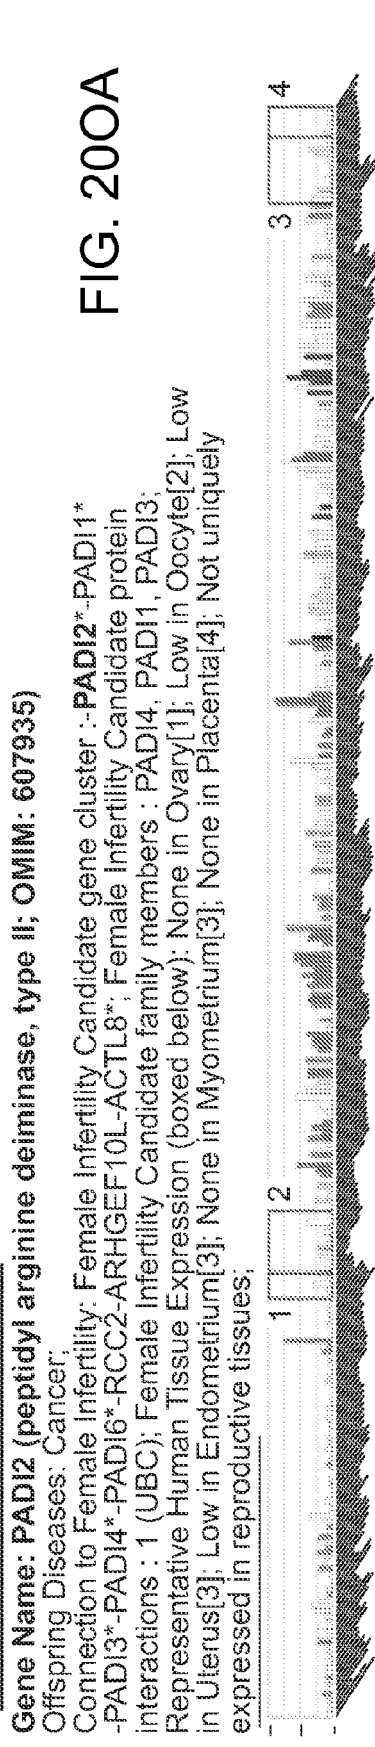 Gene Name: PADI2 (peptidyl arginine deiminase, type II; OMIM: 607935)
Offspring Diseases: Cancer;
Connection to Female Infertility: Female Infertility Candidate gene cluster :-PADI2*-PADI1*
-PADI3*-PADI4*-PADI6*-RCC2-ARHGEF10L-ACTL8*; Female Infertility Candidate protein
interactions : 1 (UBC); Female Infertility Candidate family members : PADI4, PADI1, PADI3;
Representative Human Tissue Expression (boxed below): None in Ovary[1]; Low in Oocyte[2]; Low
in Uterus[3]; Low in Endometrium[3]; None in Myometrium[3]; None in Placenta[4]; Not uniquely
expressed in reproductive tissues;
FIG. 20OA
1 2 3 4